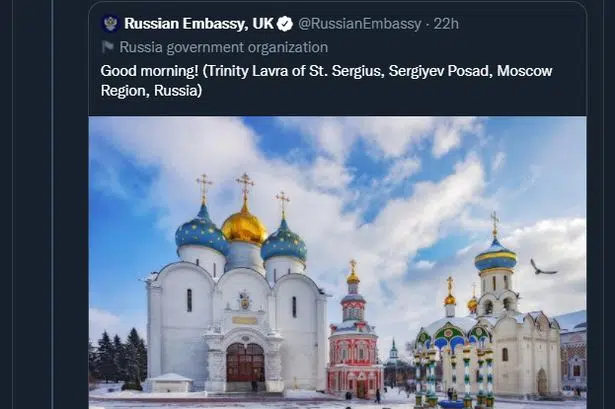 Russian Embassy, UK @RussianEmbassy · 22h
Russia government organization
Good morning! (Trinity Lavra of St. Sergius, Sergiyev Posad, Moscow
Region, Russia)